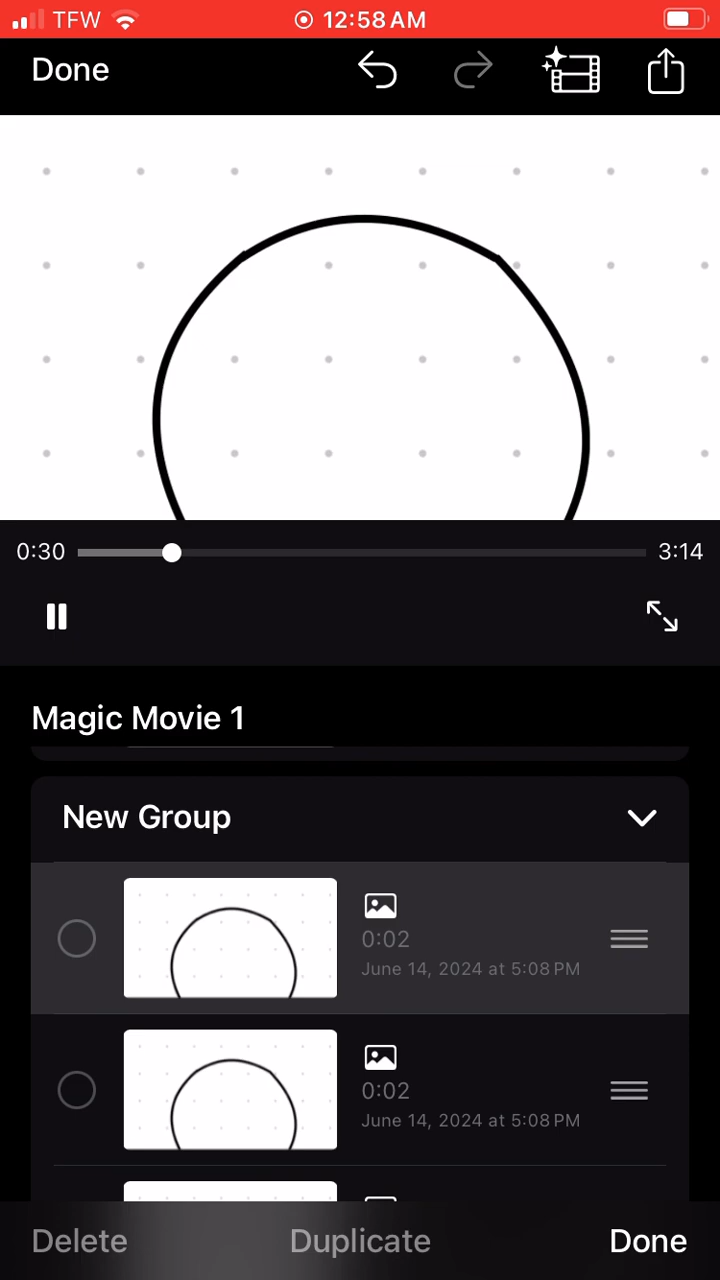 TFW 12:58 AM
Done
0:30 3:14
Magic Movie 1
New Group
0:02
June 14, 2024 at 5:08 PM
0:02
June 14, 2024 at 5:08 PM
Delete Duplicate Done